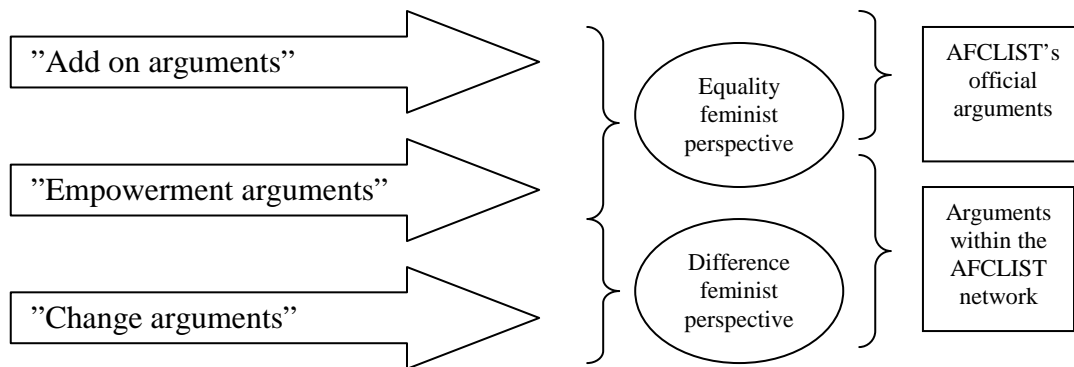 ”Add on arguments”
”Empowerment arguments”
”Change arguments”
Equality
feminist
perspective
Difference
feminist
perspective
AFCLIST’s
official
arguments
Arguments
within the
AFCLIST
network